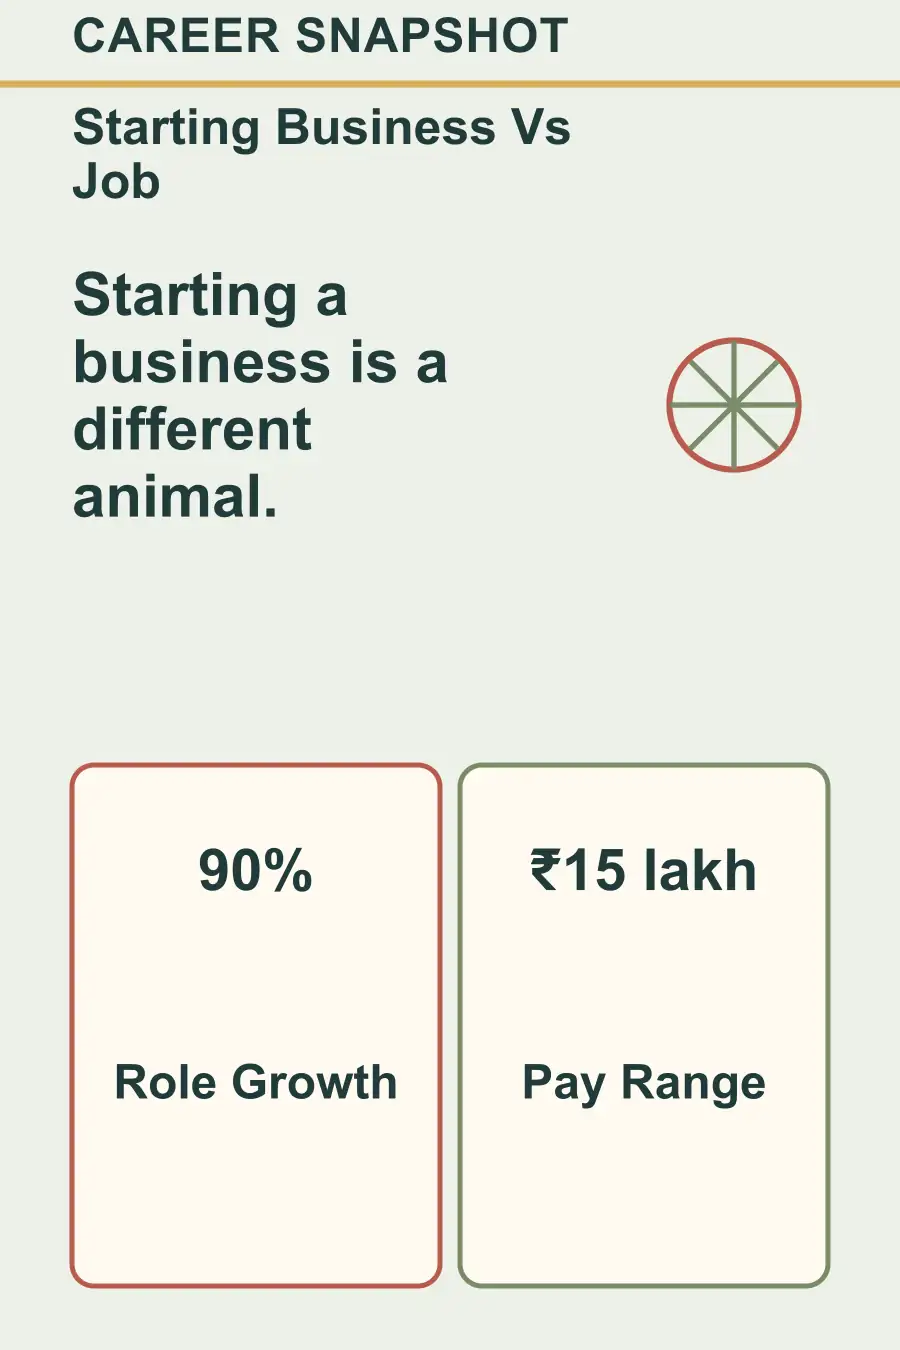 CAREER SNAPSHOT
Starting Business Vs
Job
Starting a
business is a
different
animal.
90%
Role Growth
₹15 lakh
Pay Range